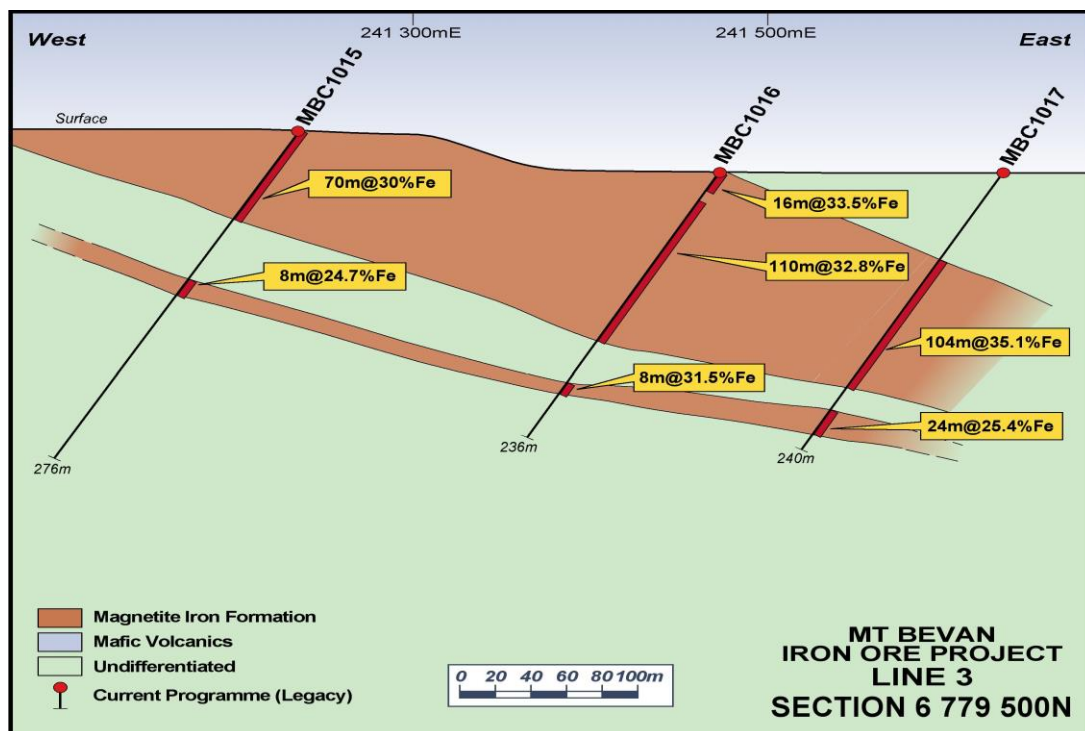 West
241 300mE
241 500mE
East
MBC1015
MBC1016
MBC1017
Surface
70m@30%Fe
16m@33.5%Fe
110m@32.8%Fe
8m@24.7%Fe
104m@35.1%Fe
8m@31.5%Fe
24m@25.4%Fe
276m
236m
240m
Magnetite Iron Formation
Mafic Volcanics
Undifferentiated
Current Programme (Legacy)
0 20 40 60 80 100m
MT BEVAN
IRON ORE PROJECT
LINE 3
SECTION 6 779 500N